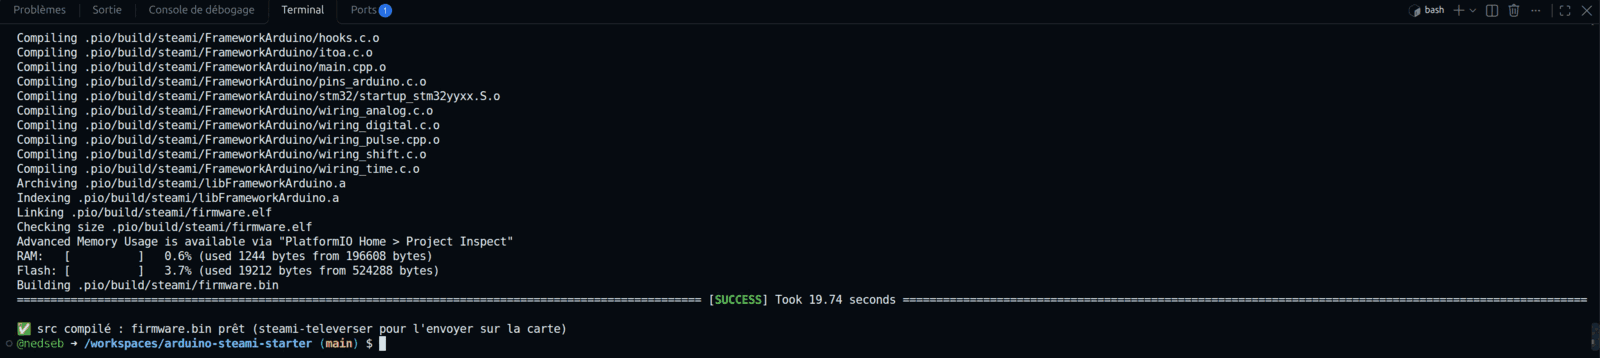 Problèmes Sortie Console de débogage Terminal Ports 1 bash
Compiling .pio/build/steami/FrameworkArduino/hooks.c.o
Compiling .pio/build/steami/FrameworkArduino/itoa.c.o
Compiling .pio/build/steami/FrameworkArduino/main.cpp.o
Compiling .pio/build/steami/FrameworkArduino/pins_arduino.c.o
Compiling .pio/build/steami/FrameworkArduino/stm32/startup_stm32yyxx.S.o
Compiling .pio/build/steami/FrameworkArduino/wiring_analog.c.o
Compiling .pio/build/steami/FrameworkArduino/wiring_digital.c.o
Compiling .pio/build/steami/FrameworkArduino/wiring_pulse.cpp.o
Compiling .pio/build/steami/FrameworkArduino/wiring_shift.c.o
Compiling .pio/build/steami/FrameworkArduino/wiring_time.c.o
Archiving .pio/build/steami/libFrameworkArduino.a
Indexing .pio/build/steami/libFrameworkArduino.a
Linking .pio/build/steami/firmware.elf
Checking size .pio/build/steami/firmware.elf
Advanced Memory Usage is available via "PlatformIO Home > Project Inspect"
RAM:   [          ]   0.6% (used 1244 bytes from 196608 bytes)
Flash: [          ]   3.7% (used 19212 bytes from 524288 bytes)
Building .pio/build/steami/firmware.bin
====================================================================================================== [SUCCESS] Took 19.74 seconds ======================================================================================================
✅ src compilé : firmware.bin prêt (steami-televerser pour l'envoyer sur la carte)
@nedseb ➜ /workspaces/arduino-steami-starter (main) $